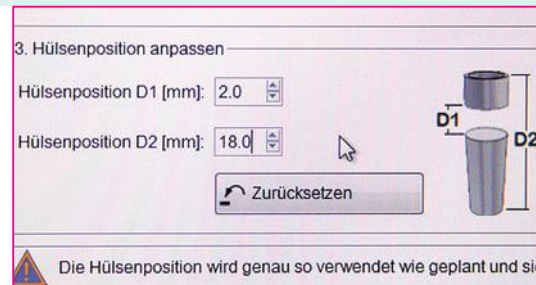 3. Hülsenposition anpassen
Hülsenposition D1 [mm]: 2.0
Hülsenposition D2 [mm]: 18.0
D1
D2
Zurücksetzen
Die Hülsenposition wird genau so verwendet wie geplant und